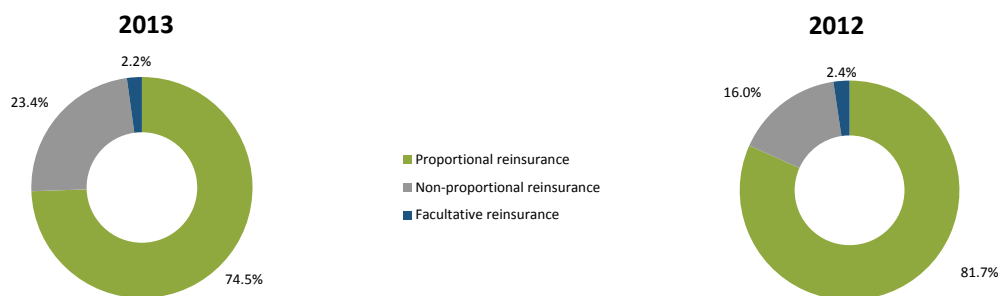 2013
2.2%
23.4%
74.5%
Proportional reinsurance
Non-proportional reinsurance
Facultative reinsurance
2012
2.4%
16.0%
81.7%